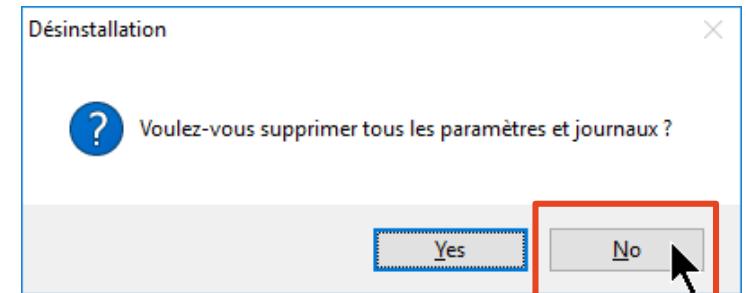 Désinstallation
Voulez-vous supprimer tous les paramètres et journaux ?
Yes
No